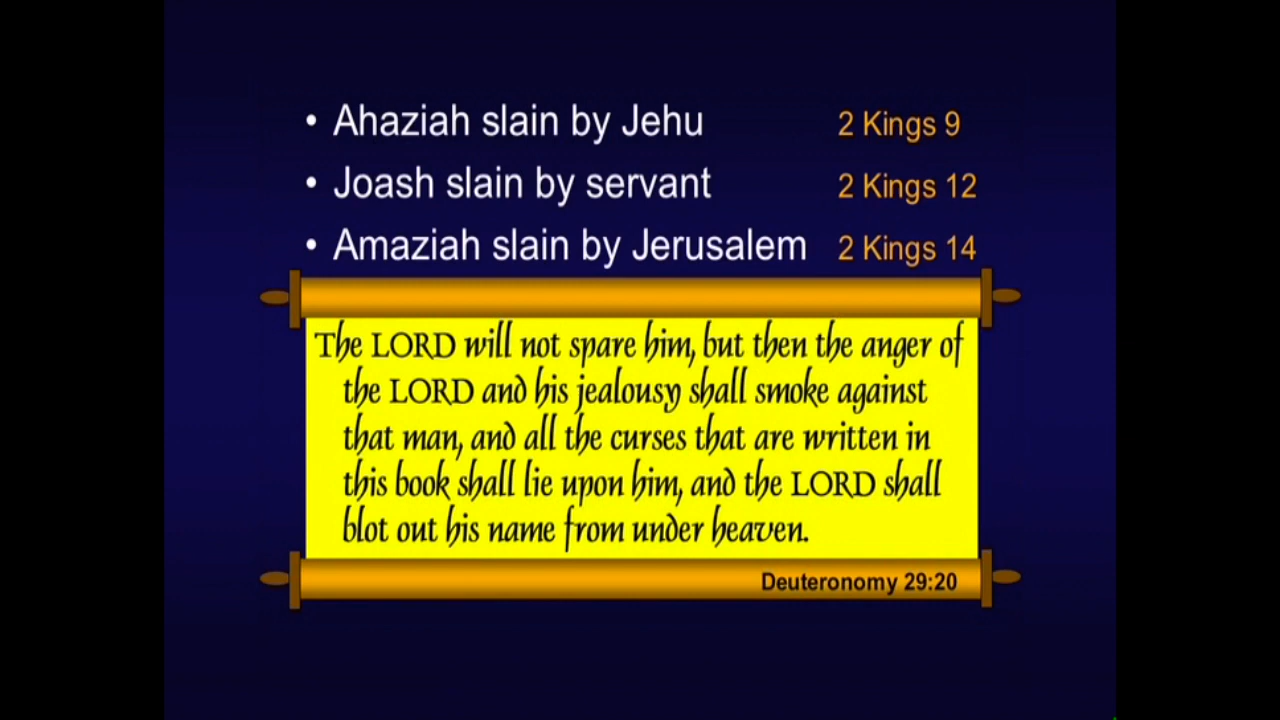 • Ahaziah slain by Jehu 2 Kings 9
• Joash slain by servant 2 Kings 12
• Amaziah slain by Jerusalem 2 Kings 14
The LORD will not spare him, but then the anger of
the LORD and his jealousy shall smoke against
that man, and all the curses that are written in
this book shall lie upon him, and the LORD shall
blot out his name from under heaven.
Deuteronomy 29:20